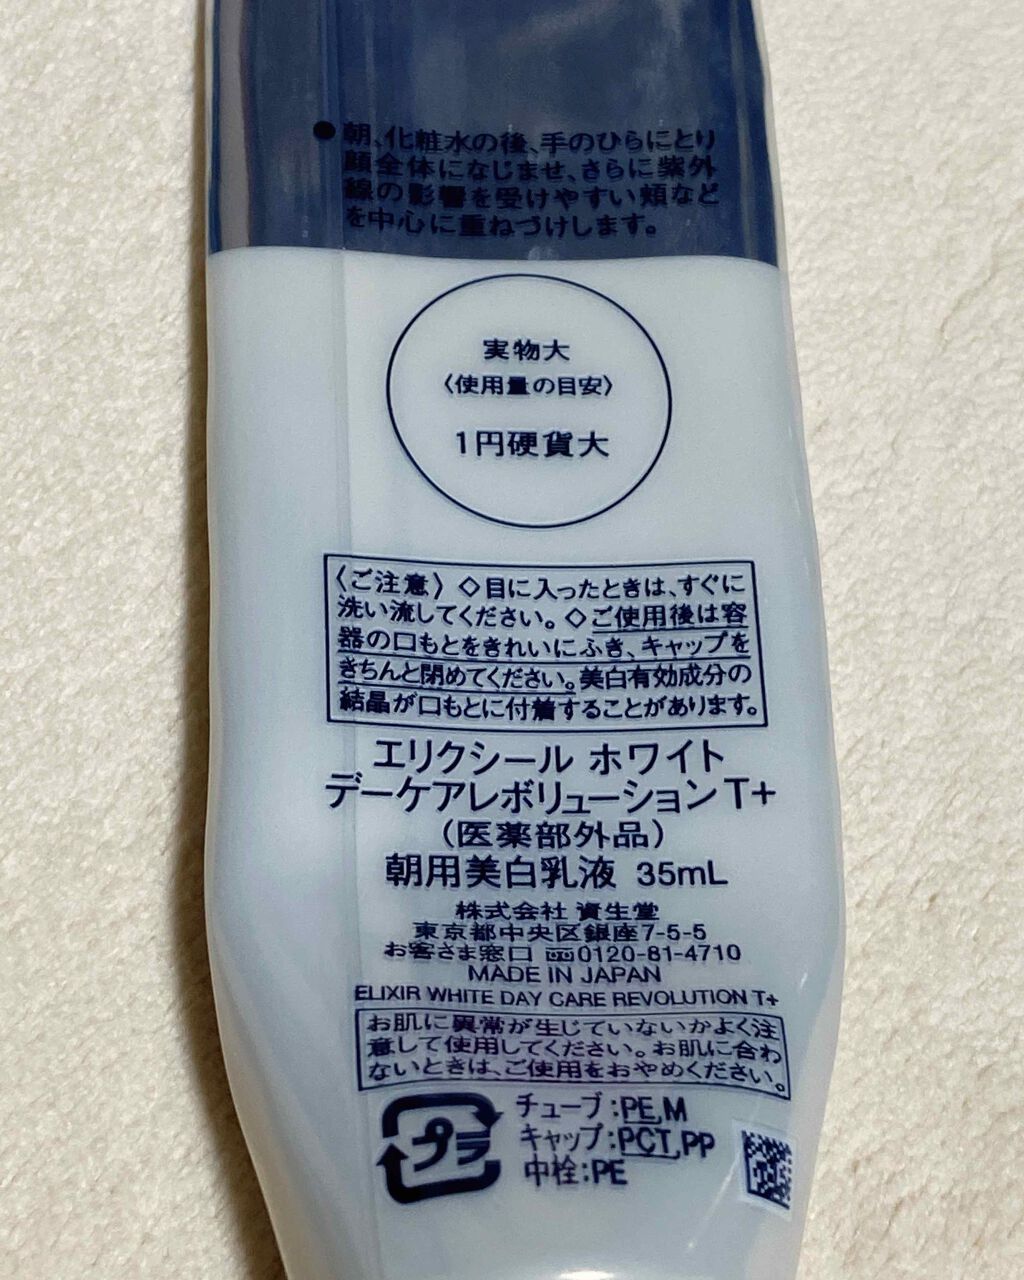 ●朝、化粧水の後、手のひらにとり
顔全体になじませ、さらに紫外
線の影響を受けやすい頬など
を中心に重ねづけします。
実物大
〈使用量の目安〉
1円硬貨大
〈ご注意〉◇目に入ったときは、すぐに
洗い流してください。◇ご使用後は容
器の口もとをきれいにふき、キャップを
きちんと閉めてください。美白有効成分の
結晶が口もとに付着することがあります。
エリクシール ホワイト
デーケアレボリューション T+
(医薬部外品)
朝用美白乳液 35mL
株式会社 資生堂
東京都中央区銀座7-5-5
お客さま窓口 0120-81-4710
MADE IN JAPAN
ELIXIR WHITE DAY CARE REVOLUTION T+
お肌に異常が生じていないかよく注
意して使用してください。お肌に合わ
ないときは、ご使用をおやめください。
プラ
チューブ:PE,M
キャップ:PCT,PP
中栓:PE